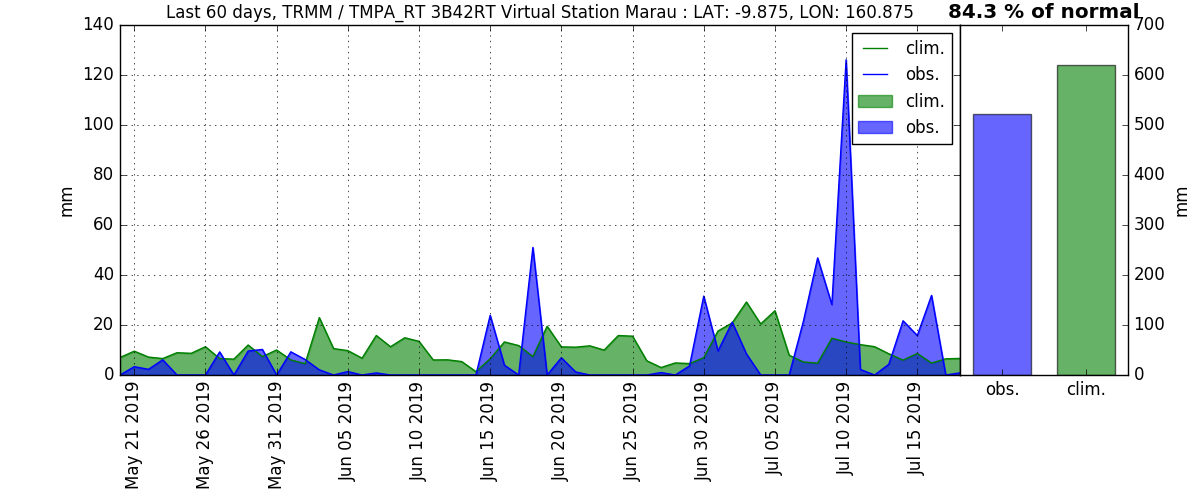 Last 60 days, TRMM / TMPA_RT 3B42RT Virtual Station Marau : LAT: -9.875, LON: 160.875
84.3 % of normal
140
120
100
80
60
40
20
0
mm
clim.
obs.
clim.
obs.
May 21 2019
May 26 2019
May 31 2019
Jun 05 2019
Jun 10 2019
Jun 15 2019
Jun 20 2019
Jun 25 2019
Jun 30 2019
Jul 05 2019
Jul 10 2019
Jul 15 2019
700
600
500
400
300
200
100
0
mm
obs.
clim.